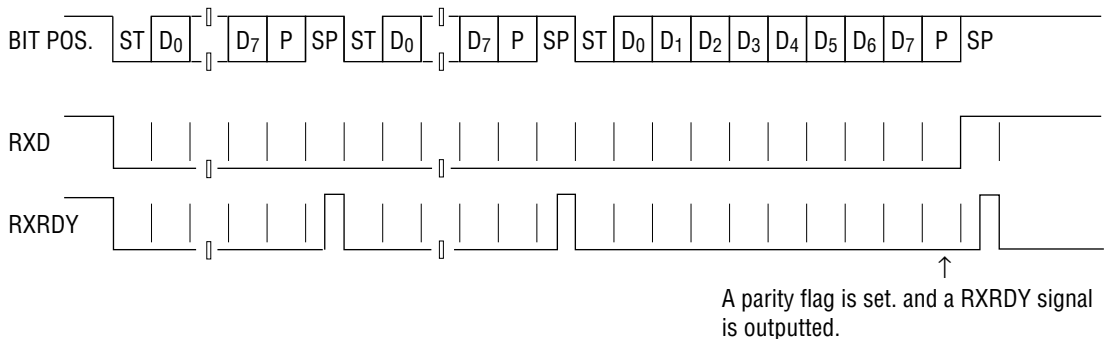 BIT POS. ST D₀ D₇ P SP ST D₀ D₇ P SP ST D₀ D₁ D₂ D₃ D₄ D₅ D₆ D₇ P SP
RXD
RXRDY
A parity flag is set. and a RXRDY signal
is outputted.